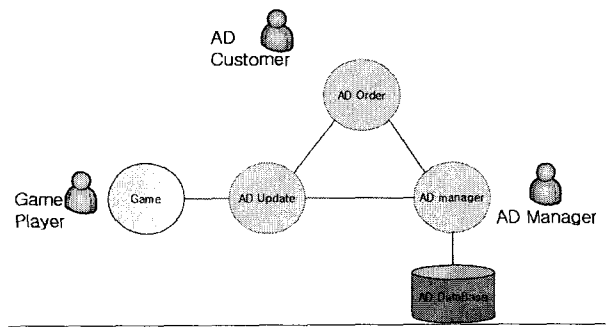 AD
Customer
AD Order
Game
Player
Game
AD Update
AD manager
AD Manager
AD DataBase